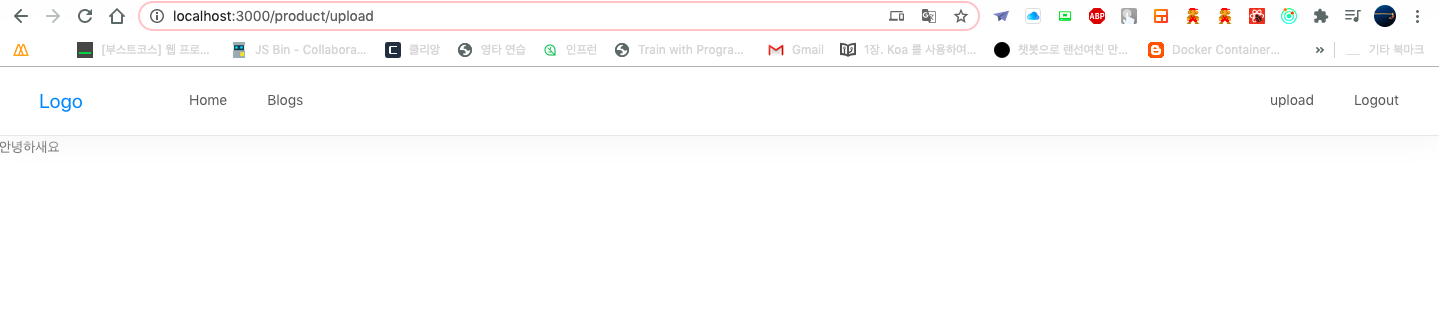 localhost:3000/product/upload
ABP
[부스트코스] 웹 프로... JS Bin - Collabora... C 클리앙 영타 연습 인프런 Train with Progra... Gmail 1장. Koa 를 사용하여... 챗봇으로 랜선여친 만... Docker Container... » 기타 북마크
Logo Home Blogs upload Logout
안녕하새요